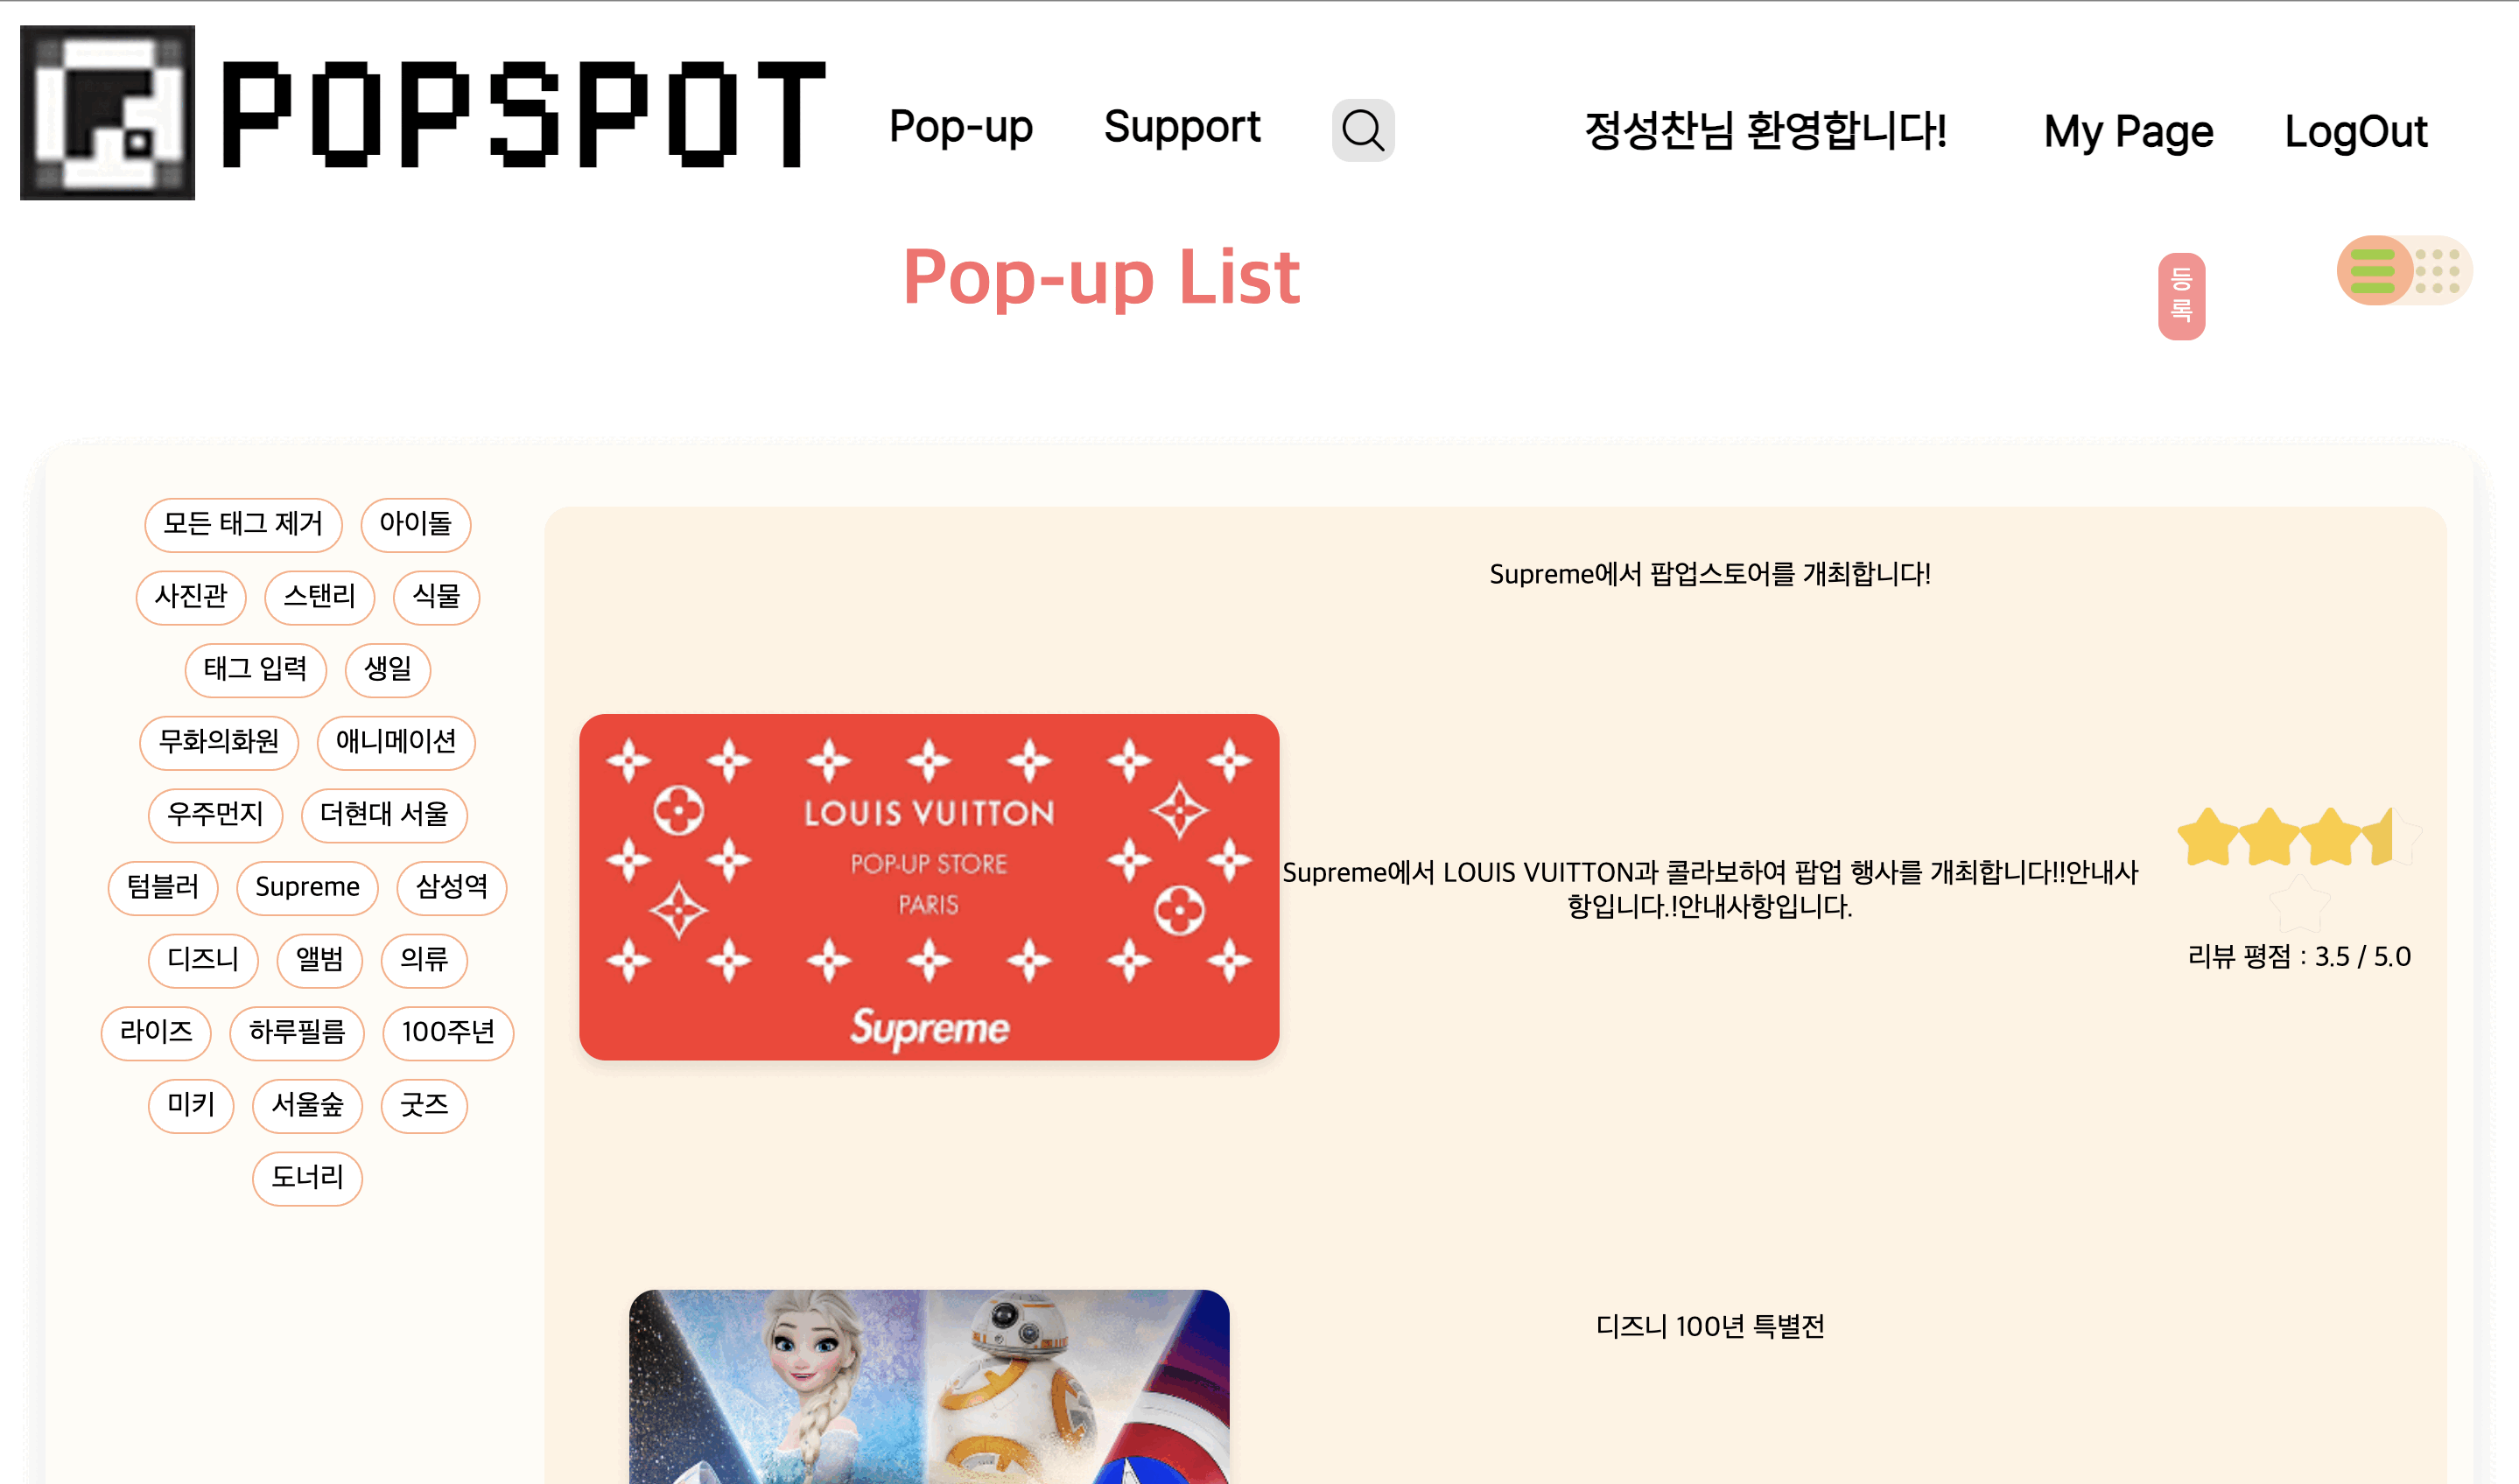 POPSPOT
Pop-up Support
정성찬님 환영합니다! My Page LogOut
Pop-up List
등
록
모든 태그 제거 아이돌
사진관 스탠리 식물
태그 입력 생일
무화의화원 애니메이션
우주먼지 더현대 서울
텀블러 Supreme 삼성역
디즈니 앨범 의류
라이즈 하루필름 100주년
미키 서울숲 굿즈
도너리
Supreme에서 팝업스토어를 개최합니다!
LOUIS VUITTON
POP-UP STORE
PARIS
Supreme
Supreme에서 LOUIS VUITTON과 콜라보하여 팝업 행사를 개최합니다!!안내사
항입니다.!안내사항입니다.
리뷰 평점 : 3.5 / 5.0
디즈니 100년 특별전